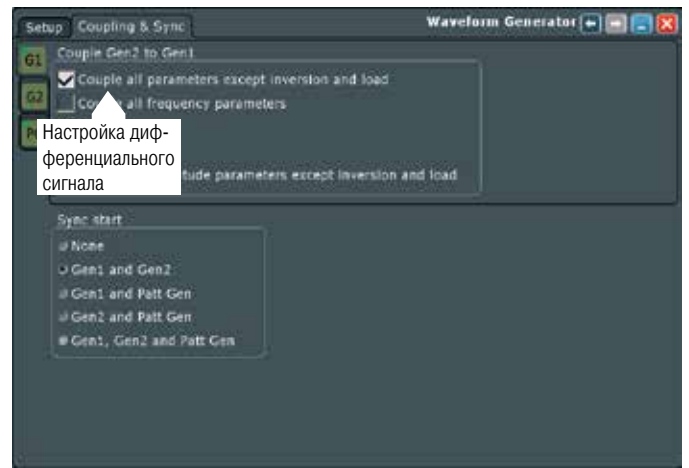 Setup Coupling & Sync Waveform Generator
G1
Couple Gen2 to Gen1
Couple all parameters except inversion and load
G2
all frequency parameters
Настройка диф-
ференциального
сигнала
tude parameters except inversion and load
Sync start
None
Gen1 and Gen2
Gen1 and Patt Gen
Gen2 and Patt Gen
Gen1, Gen2 and Patt Gen